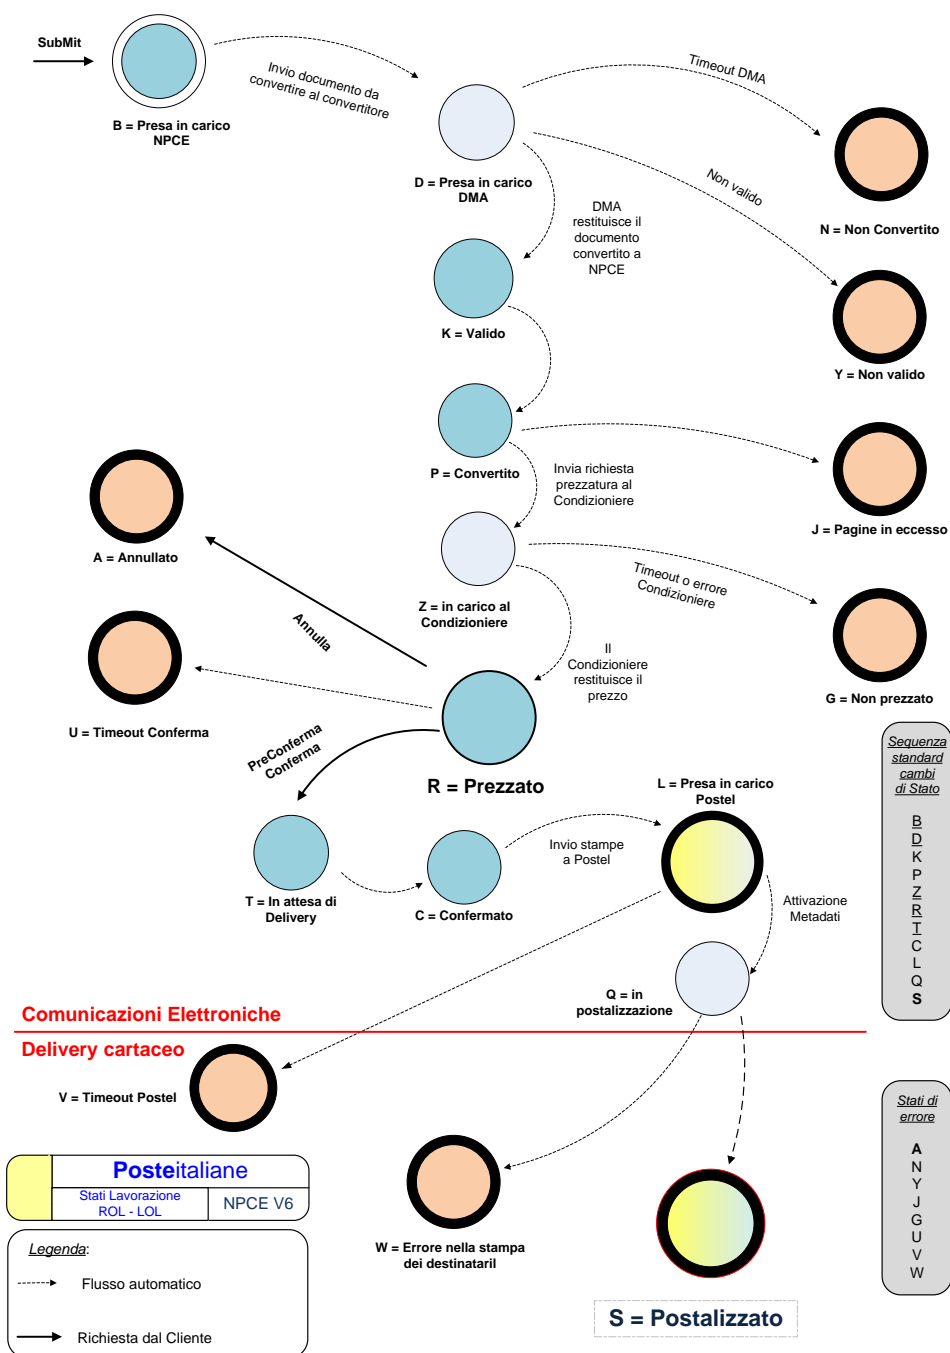 SubMit
B = Presa in carico
NPCE
Invio documento da
convertire al convertitore
D = Presa in carico
DMA
Timeout DMA
Non valido
N = Non Convertito
DMA
restituisce il
documento
convertito a
NPCE
K = Valido
Y = Non valido
P = Convertito
Invia richiesta
prezzatura al
Condizioniere
J = Pagine in eccesso
A = Annullato
Z = in carico al
Condizioniere
Timeout o errore
Condizioniere
Annulla
Il
Condizioniere
restituisce il
prezzo
G = Non prezzato
U = Timeout Conferma
PreConferma
Conferma
R = Prezzato
L = Presa in carico
Postel
T = In attesa di
Delivery
C = Confermato
Invio stampe
a Postel
Attivazione
Metadati
Q = in
postalizzazione
Sequenza
standard
cambi
di Stato
B
D
K
P
Z
R
T
C
L
Q
S
Comunicazioni Elettroniche
Delivery cartaceo
V = Timeout Postel
W = Errore nella stampa
dei destinataril
S = Postalizzato
Stati di
errore
A
N
Y
J
G
U
V
W
Posteitaliane
Stati Lavorazione
ROL - LOL
NPCE V6
Legenda:
Flusso automatico
Richiesta dal Cliente